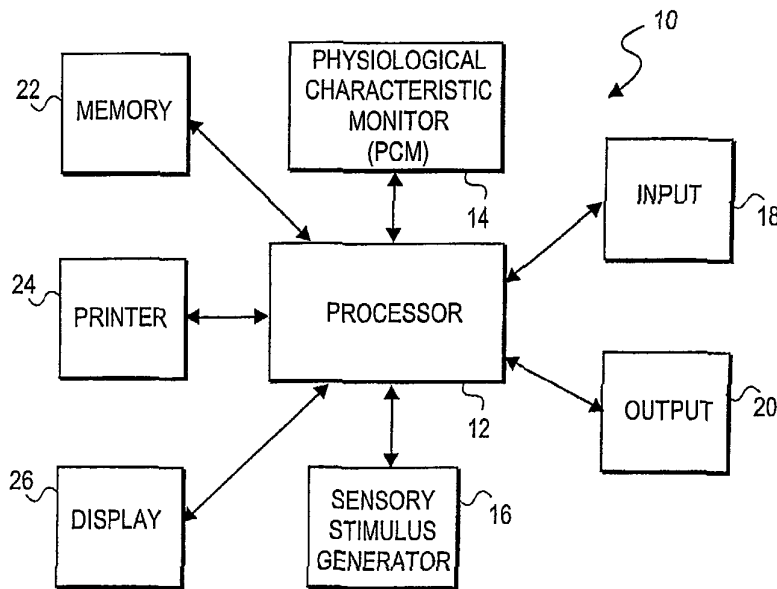 10
PHYSIOLOGICAL
CHARACTERISTIC
MONITOR
(PCM)
14
22
MEMORY
INPUT
18
24
PRINTER
PROCESSOR
12
OUTPUT
20
26
DISPLAY
SENSORY
STIMULUS
GENERATOR
16